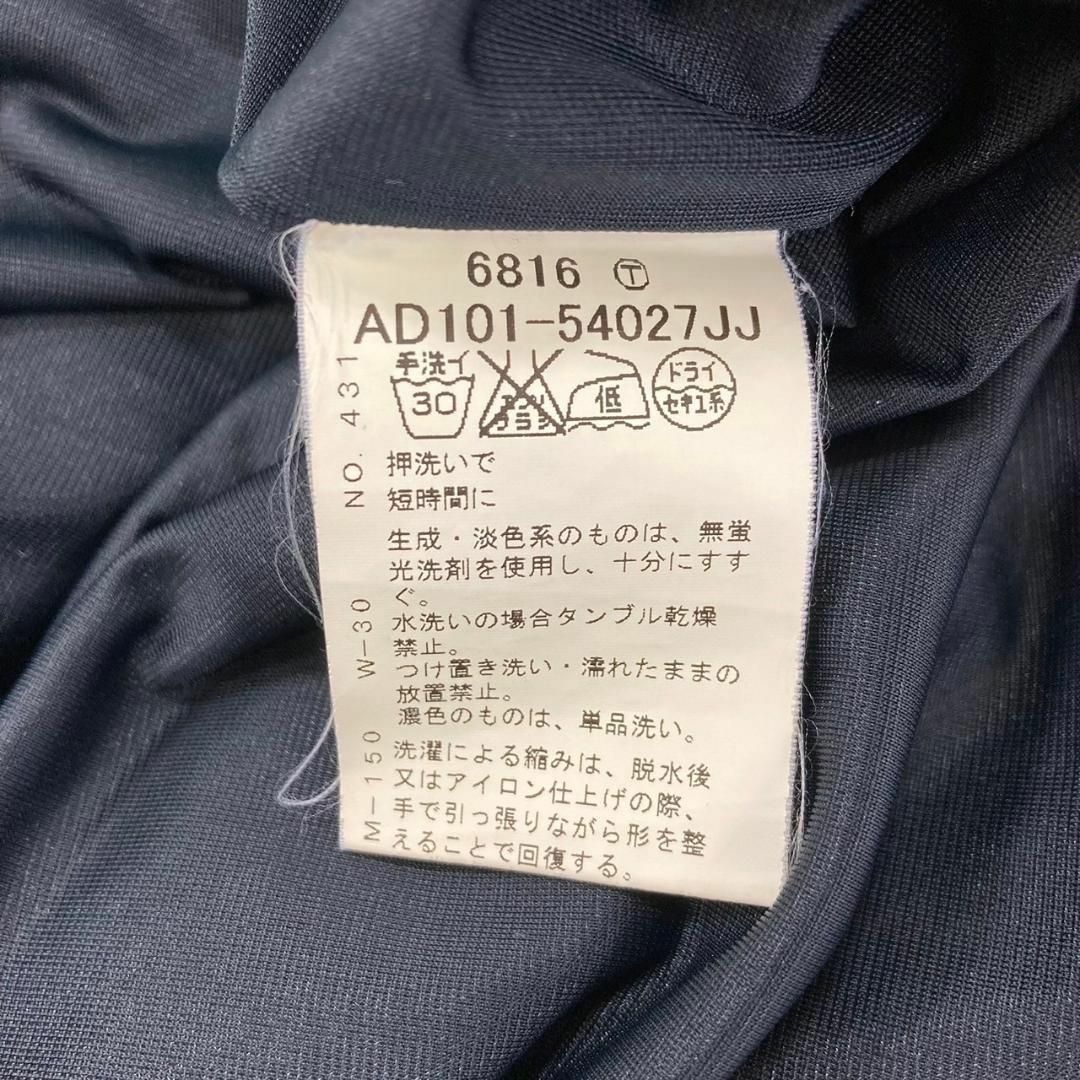 6816 Ⓣ
AD101-54027JJ
手洗イ
30
エンソ
サラシ
低
ドライ
セキユ系
押洗いで
短時間に
生成・淡色系のものは、無蛍
光洗剤を使用し、十分にすす
ぐ。
水洗いの場合タンブル乾燥
禁止。
つけ置き洗い・濡れたままの
放置禁止。
濃色のものは、単品洗い。
洗濯による縮みは、脱水後
又はアイロン仕上げの際、
手で引っ張りながら形を整
えることで回復する。
M-150 W-30 NO. 431